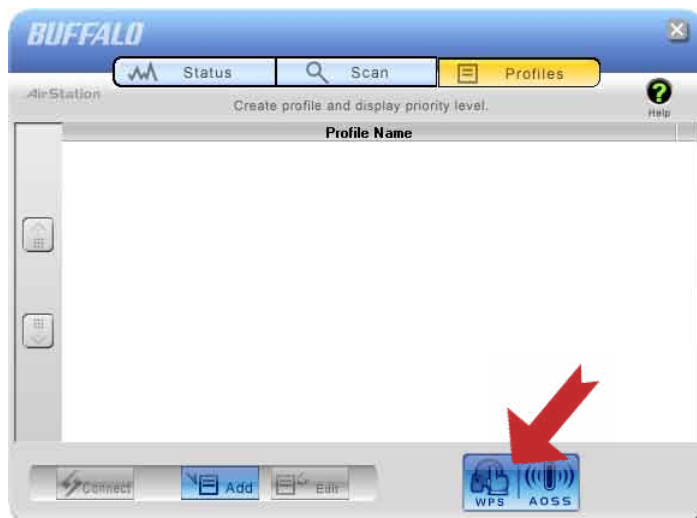 BUFFALO
Status
Scan
Profiles
AirStation
Create profile and display priority level.
Help
Profile Name
Connect
Add
Edit
WPS
AOSS